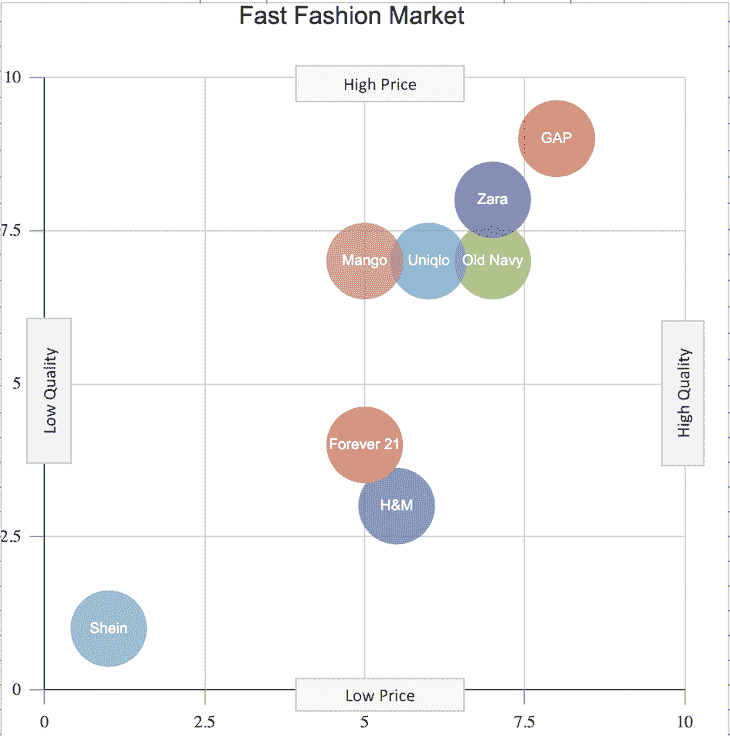 Fast Fashion Market
10
High Price
GAP
Zara
7.5
Mango
Uniqlo
Old Navy
Low Quality
5
High Quality
Forever 21
H&M
2.5
Shein
0
Low Price
0
2.5
5
7.5
10